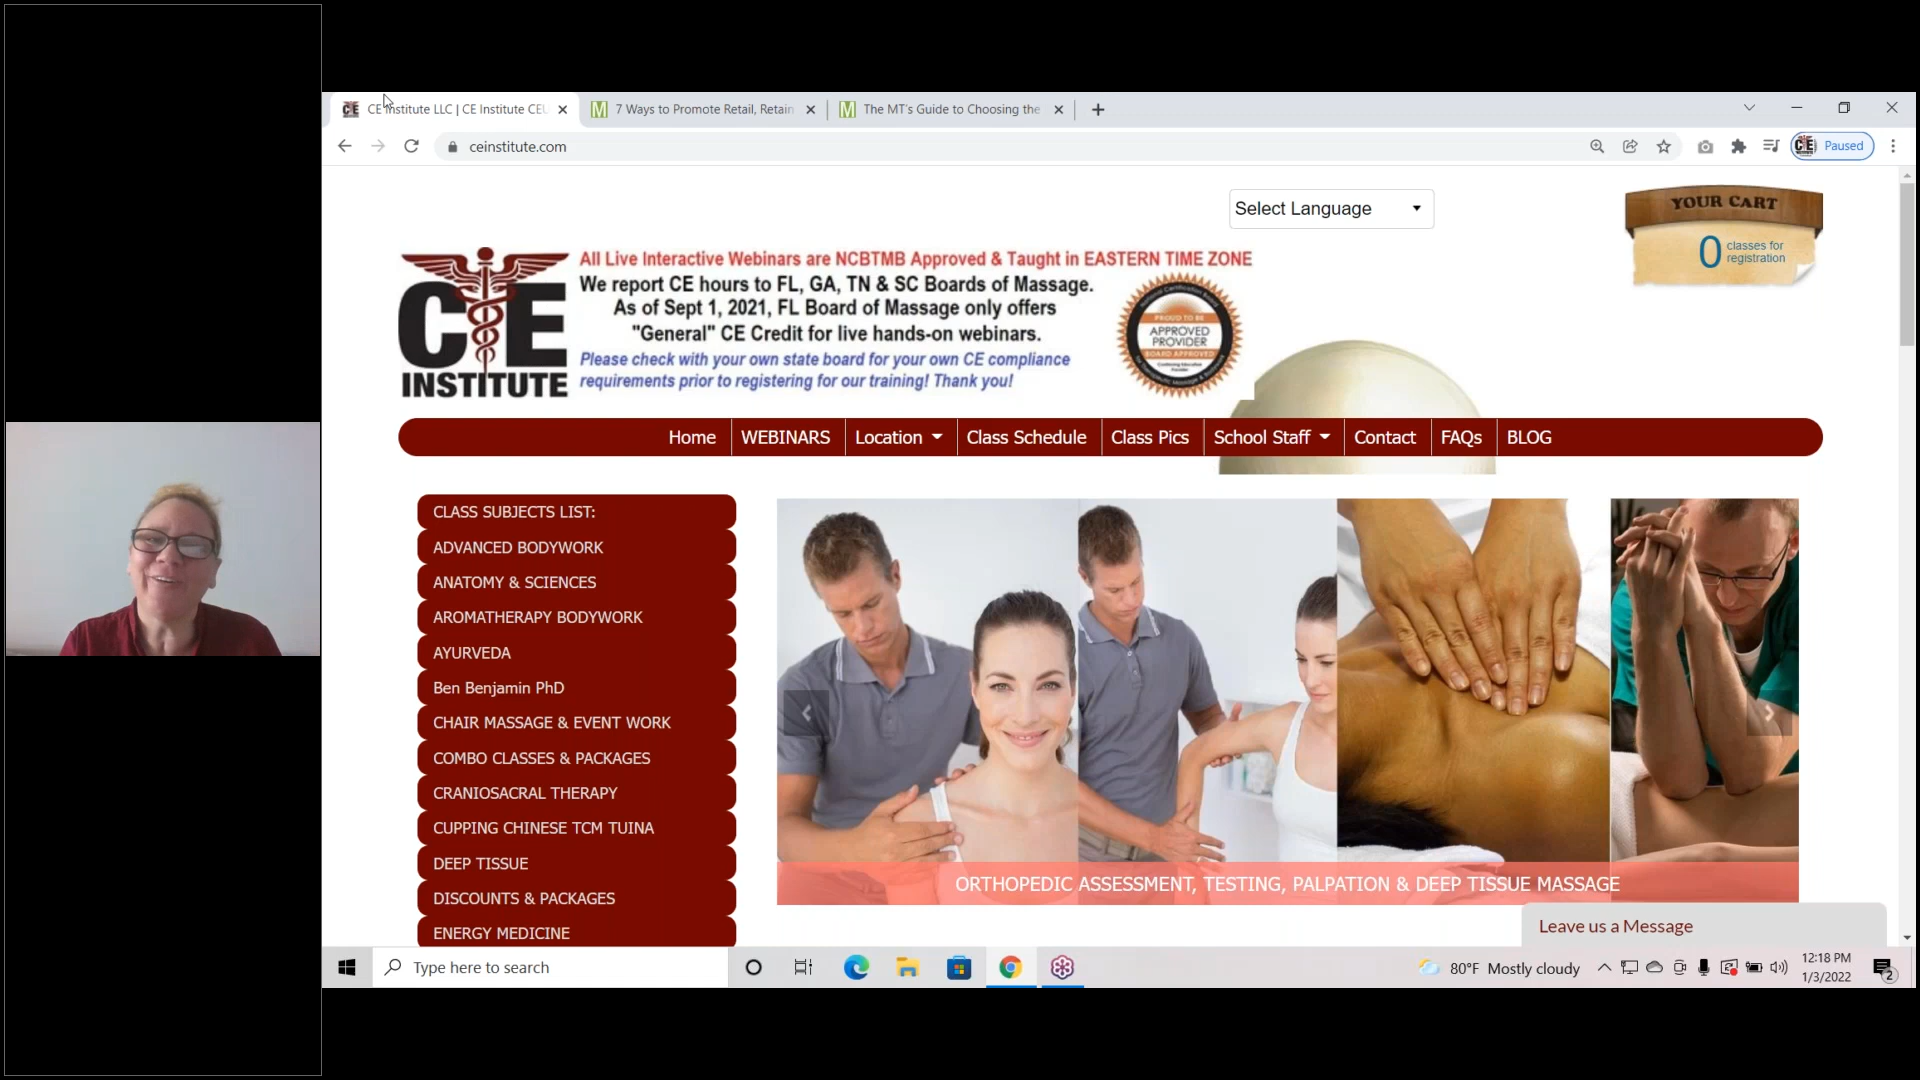 CE Institute LLC | CE Institute CEU
7 Ways to Promote Retail, Retain
The MT's Guide to Choosing the
ceinstitute.com
Paused
Select Language
YOUR CART
0 classes for
registration
CE
INSTITUTE
All Live Interactive Webinars are NCBTMB Approved & Taught in EASTERN TIME ZONE
We report CE hours to FL, GA, TN & SC Boards of Massage.
As of Sept 1, 2021, FL Board of Massage only offers
"General" CE Credit for live hands-on webinars.
Please check with your own state board for your own CE compliance
requirements prior to registering for our training! Thank you!
PROUD TO BE
APPROVED
PROVIDER
BOARD APPROVED
Home
WEBINARS
Location
Class Schedule
Class Pics
School Staff
Contact
FAQs
BLOG
CLASS SUBJECTS LIST:
ADVANCED BODYWORK
ANATOMY & SCIENCES
AROMATHERAPY BODYWORK
AYURVEDA
Ben Benjamin PhD
CHAIR MASSAGE & EVENT WORK
COMBO CLASSES & PACKAGES
CRANIOSACRAL THERAPY
CUPPING CHINESE TCM TUINA
DEEP TISSUE
DISCOUNTS & PACKAGES
ENERGY MEDICINE
ORTHOPEDIC ASSESSMENT, TESTING, PALPATION & DEEP TISSUE MASSAGE
Leave us a Message
Type here to search
80°F Mostly cloudy
12:18 PM
1/3/2022
2